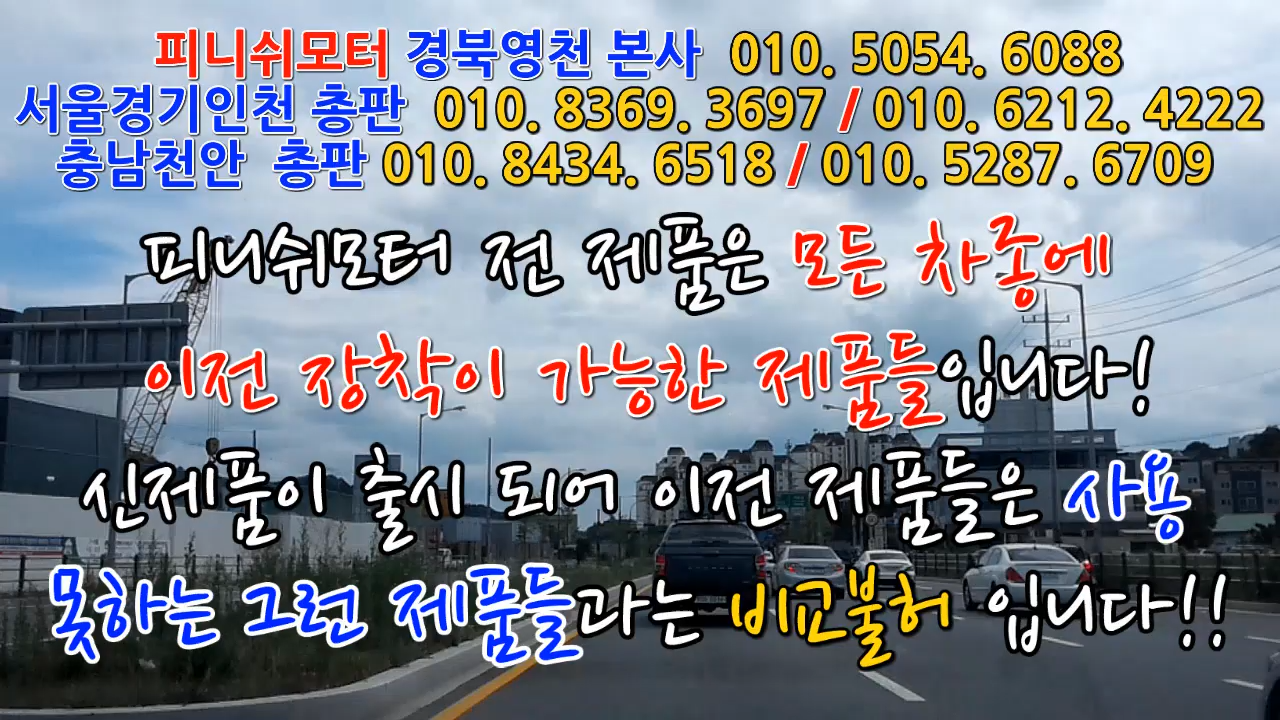 피니쉬모터 경북영천 본사 010. 5054. 6088
서울경기인천 총판 010. 8369. 3697 / 010. 6212. 4222
충남천안 총판 010. 8434. 6518 / 010. 5287. 6709
피니쉬모터 전 제품은 모든 차종에
이전 장착이 가능한 제품들입니다!
신제품이 출시 되어 이전 제품들은 사용
못하는 그런 제품들과는 비교불허 입니다!!